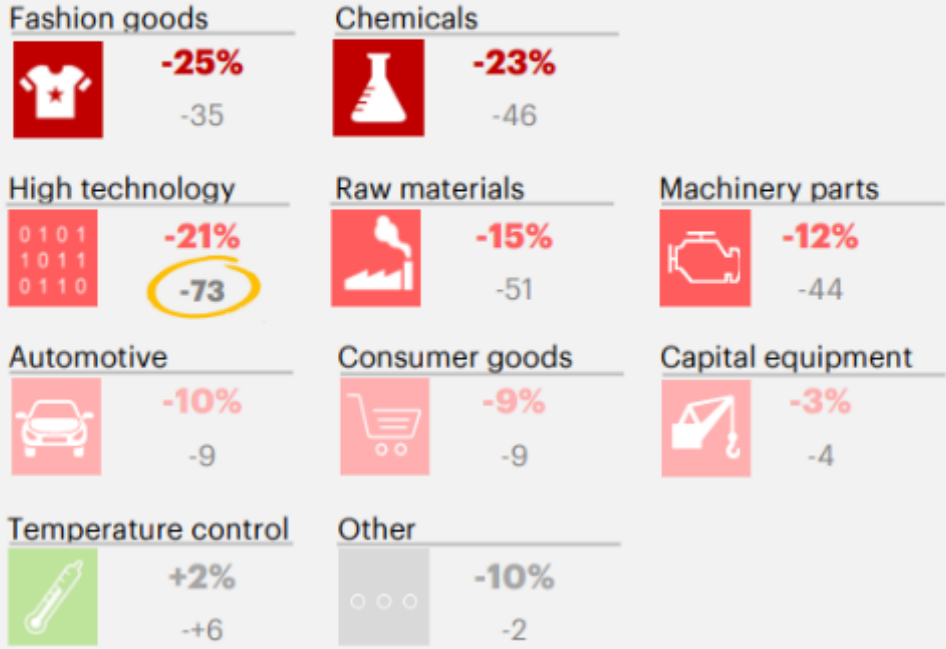 Fashion goods
-25%
-35
Chemicals
-23%
-46
High technology
0101
1011
0110
-21%
-73
Raw materials
-15%
-51
Machinery parts
-12%
-44
Automotive
-10%
-9
Consumer goods
-9%
-9
Capital equipment
-3%
-4
Temperature control
+2%
-+6
Other
-10%
-2